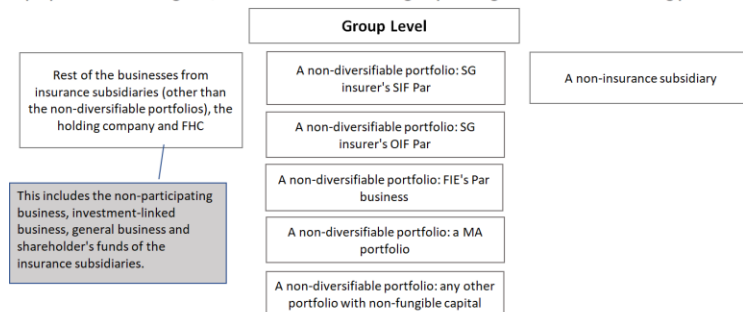 Group Level
Rest of the businesses from
insurance subsidiaries (other than
the non-diversifiable portfolios), the
holding company and FHC
This includes the non-participating
business, investment-linked
business, general business and
shareholder's funds of the
insurance subsidiaries.
A non-diversifiable portfolio: SG
insurer's SIF Par
A non-diversifiable portfolio: SG
insurer's OIF Par
A non-diversifiable portfolio: FIE's Par
business
A non-diversifiable portfolio: a MA
portfolio
A non-diversifiable portfolio: any other
portfolio with non-fungible capital
A non-insurance subsidiary